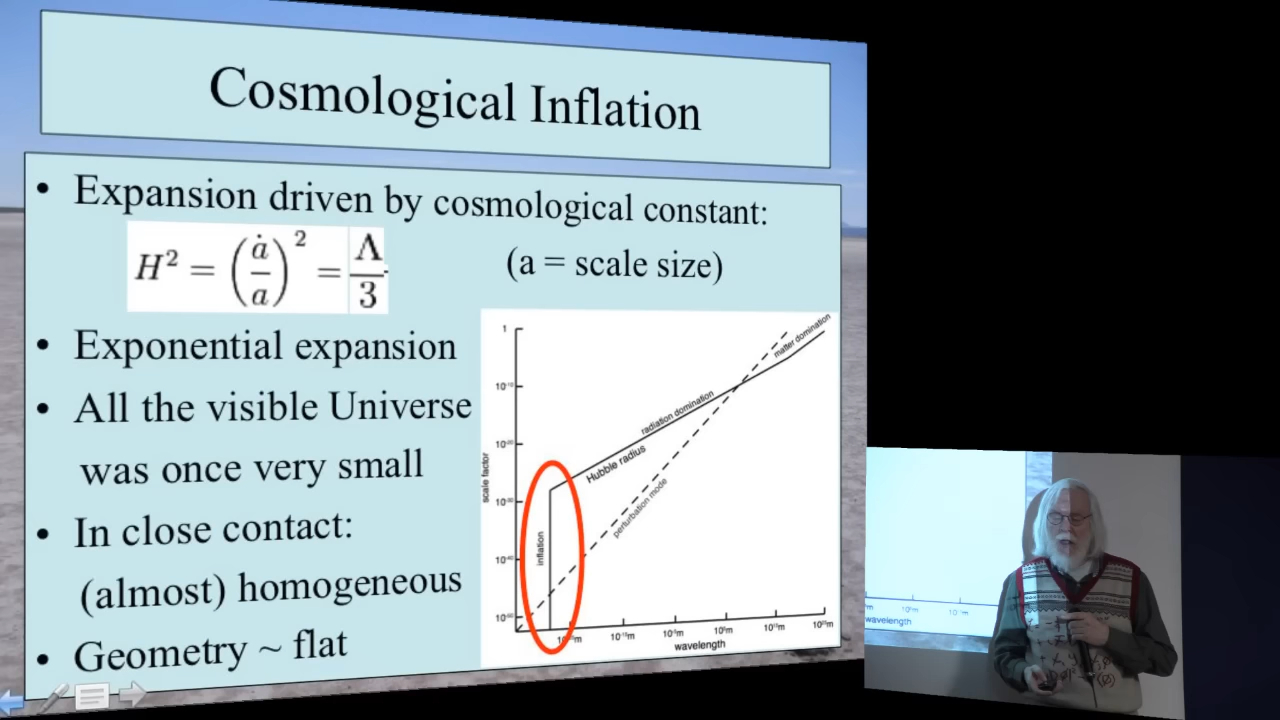 Cosmological Inflation
• Expansion driven by cosmological constant:
H² = (ȧ/a)² = Λ/3
(a = scale size)
• Exponential expansion
• All the visible Universe
was once very small
• In close contact:
(almost) homogeneous
• Geometry ~ flat
1
scale factor
inflation
Hubble radius
radiation domination
matter domination
perturbation mode
wavelength
wavelength